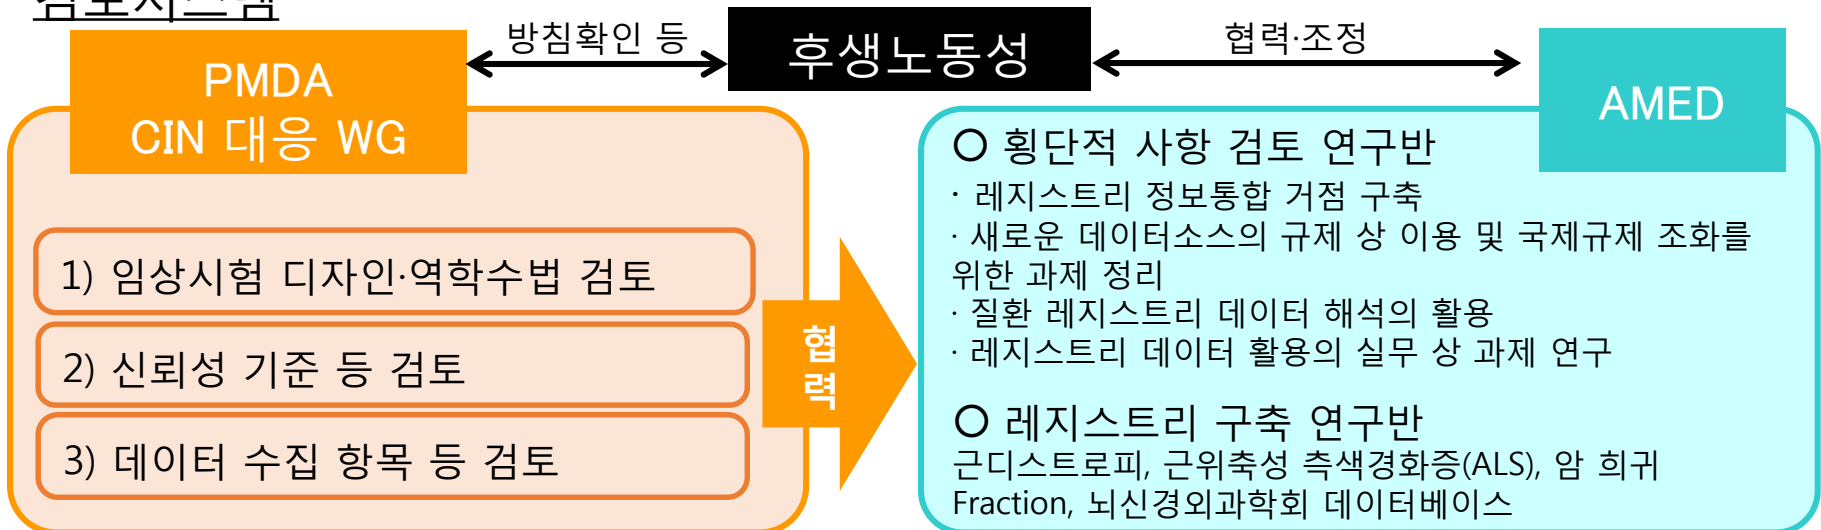 검토시스템
방침확인 등
후생노동성
협력·조정
PMDA
CIN 대응 WG
AMED
1) 임상시험 디자인·역학수법 검토
2) 신뢰성 기준 등 검토
3) 데이터 수집 항목 등 검토
협
력
○ 횡단적 사항 검토 연구반
· 레지스트리 정보통합 거점 구축
· 새로운 데이터소스의 규제 상 이용 및 국제규제 조화를
위한 과제 정리
· 질환 레지스트리 데이터 해석의 활용
· 레지스트리 데이터 활용의 실무 상 과제 연구
○ 레지스트리 구축 연구반
근디스트로피, 근위축성 측색경화증(ALS), 암 희귀
Fraction, 뇌신경외과학회 데이터베이스